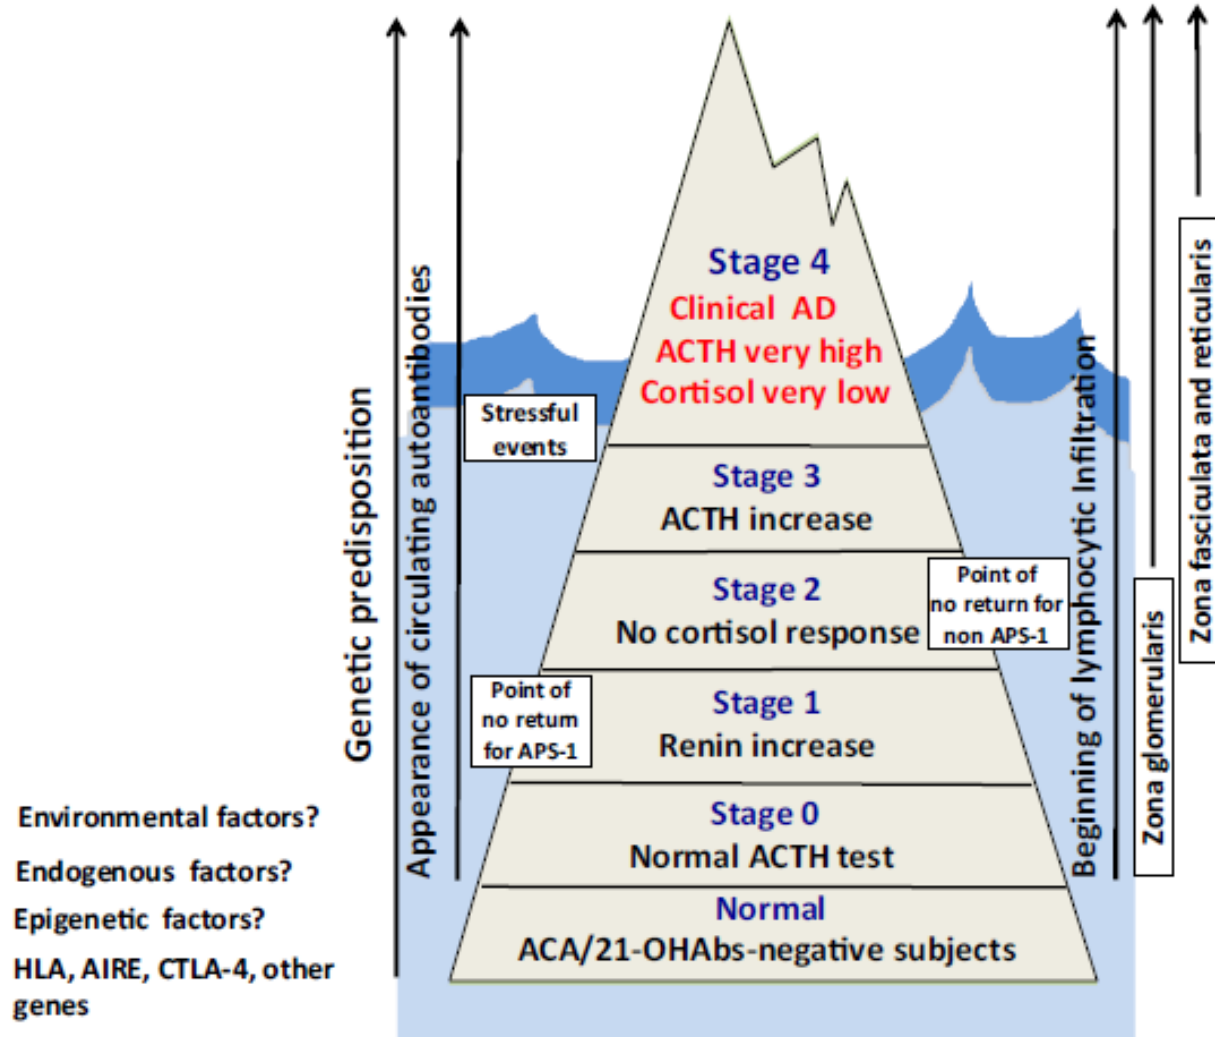 Stage 4
Clinical AD
ACTH very high
Cortisol very low
Stressful
events
Stage 3
ACTH increase
Point of
no return for
non APS-1
Stage 2
No cortisol response
Point of
no return
for APS-1
Stage 1
Renin increase
Stage 0
Normal ACTH test
Normal
ACA/21-OHAbs-negative subjects
Genetic predisposition
Appearance of circulating autoantibodies
Beginning of lymphocytic Infiltration
Zona glomerularis
Zona fasciculata and reticularis
Environmental factors?
Endogenous factors?
Epigenetic factors?
HLA, AIRE, CTLA-4, other
genes